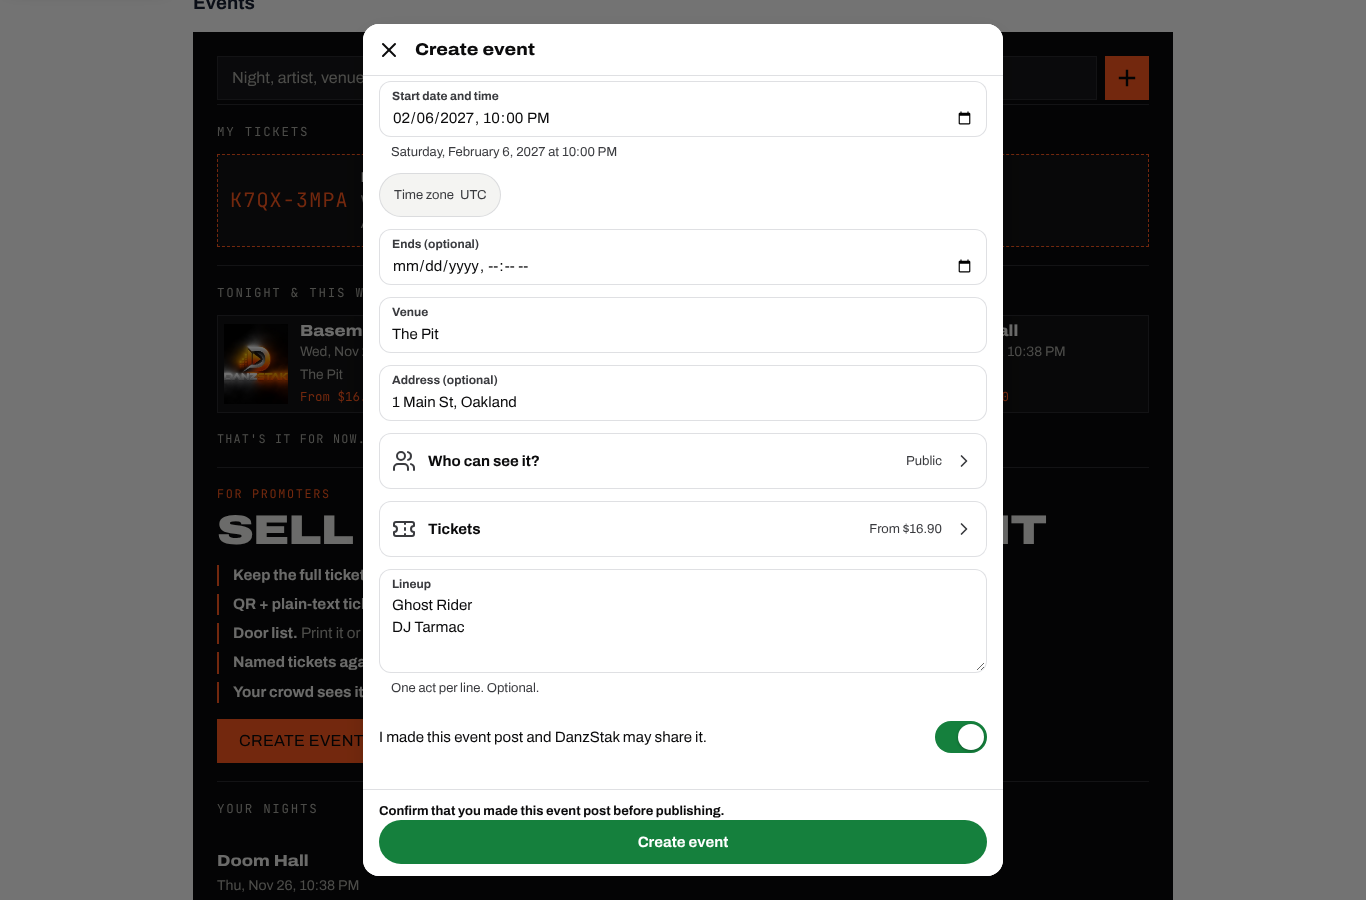 Events
Create event
Night, artist, venue
+
Start date and time
02/06/2027, 10:00 PM
Saturday, February 6, 2027 at 10:00 PM
MY TICKETS
K7QX-3MPA
Time zone UTC
Ends (optional)
mm/dd/yyyy, --:-- --
TONIGHT & THIS W
Venue
The Pit
DANZSTAK
Basem
Wed, Nov
The Pit
From $16
all
10:38 PM
Address (optional)
1 Main St, Oakland
THAT'S IT FOR NOW.
Who can see it?
Public
FOR PROMOTERS
SELL
IT
Tickets
From $16.90
Keep the full ticket
QR + plain-text tic
Door list. Print it or
Named tickets aga
Your crowd sees it
Lineup
Ghost Rider
DJ Tarmac
One act per line. Optional.
CREATE EVENT
I made this event post and DanzStak may share it.
YOUR NIGHTS
Confirm that you made this event post before publishing.
Create event
Doom Hall
Thu, Nov 26, 10:38 PM